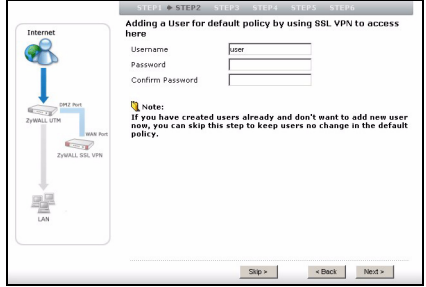 STEP1 STEP2 STEP3 STEP4 STEP5 STEP6
Adding a User for default policy by using SSL VPN to access
here
Username user
Password
Confirm Password
Note:
If you have created users already and don't want to add new user
now, you can skip this step to keep users no change in the default
policy.
Internet
DMZ Port
ZyWALL UTM
WAN Port
ZyWALL SSL VPN
LAN
Skip > < Back Next >